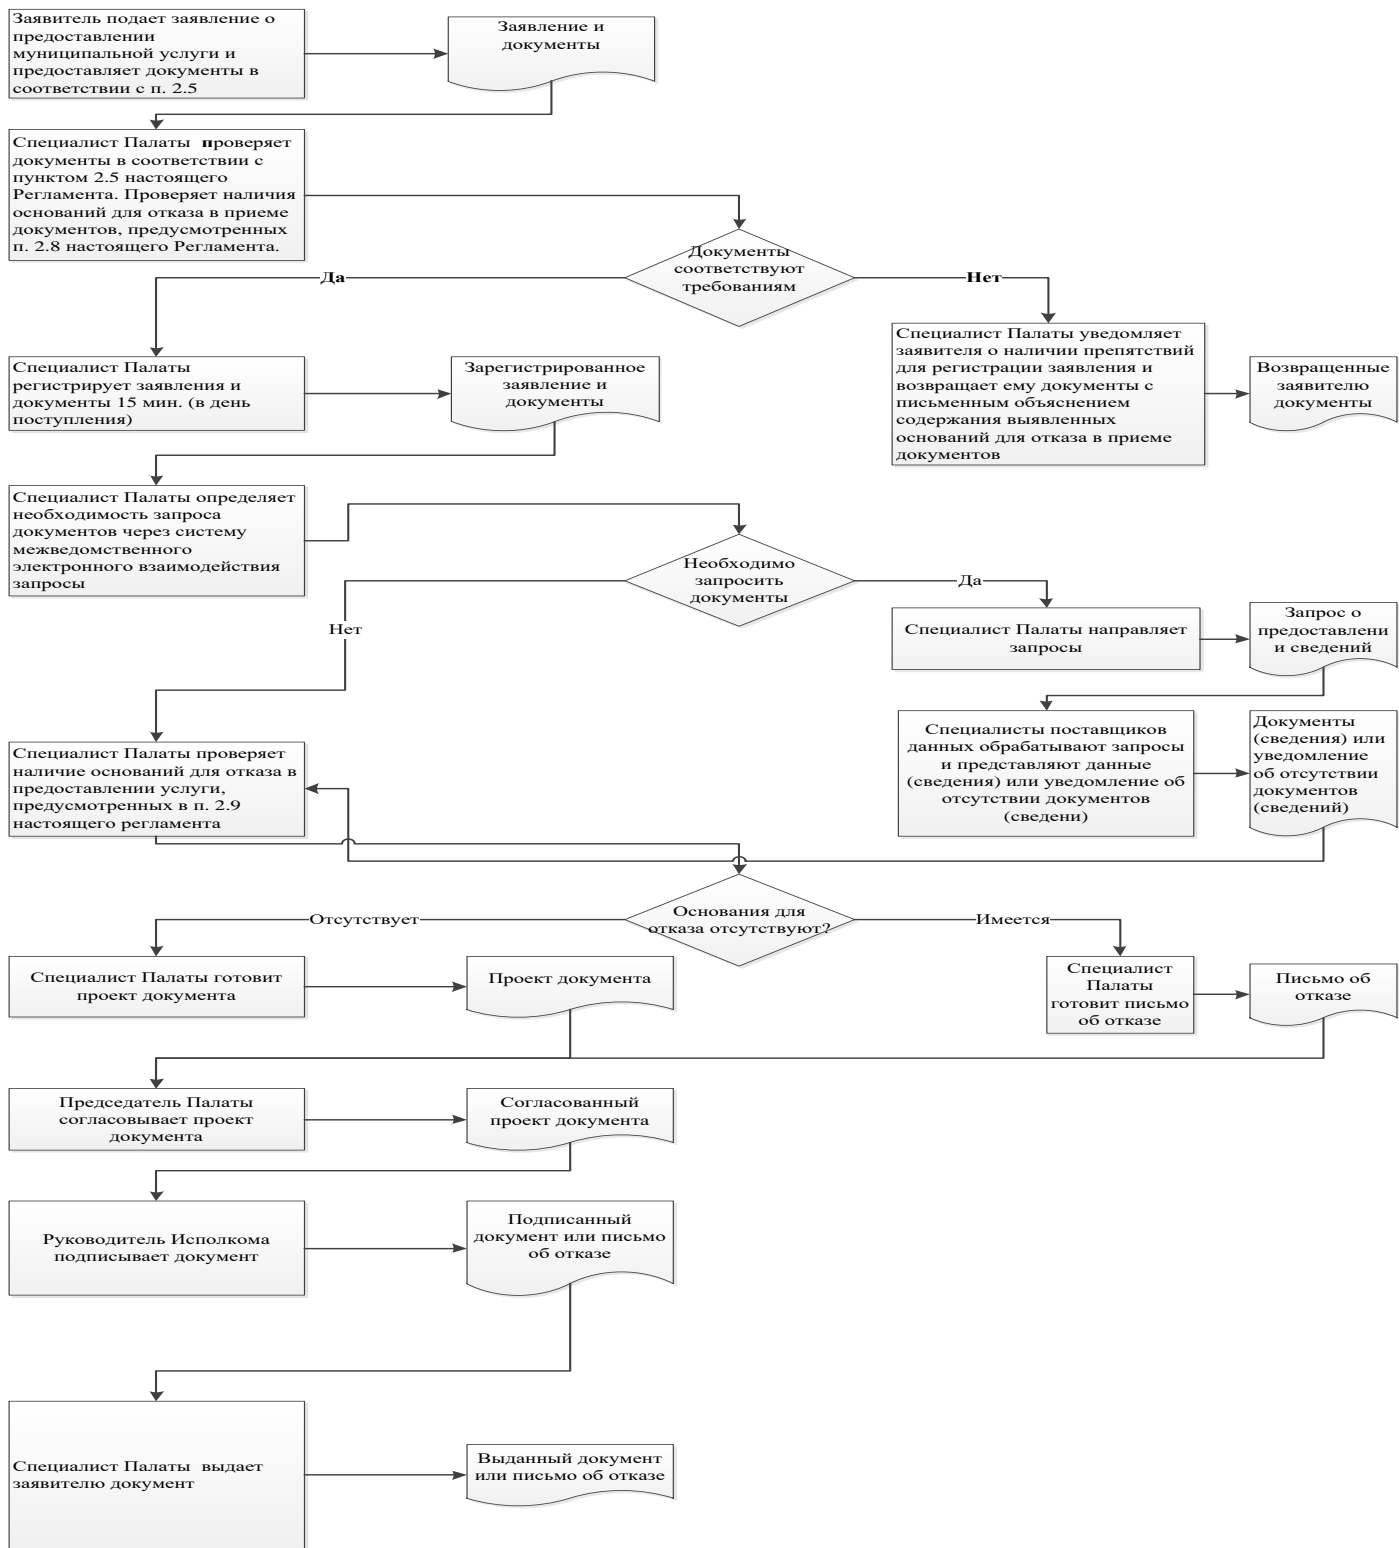 Заявитель подает заявление о
предоставлении
муниципальной услуги и
предоставляет документы в
соответствии с п. 2.5
Заявление и
документы
Специалист Палаты  проверяет
документы в соответствии с
пунктом 2.5 настоящего
Регламента. Проверяет наличия
оснований для отказа в приеме
документов, предусмотренных
п. 2.8 настоящего Регламента.
Документы
соответствуют
требованиям
Да
Нет
Специалист Палаты
регистрирует заявления и
документы 15 мин. (в день
поступления)
Зарегистрированное
заявление и
документы
Специалист Палаты уведомляет
заявителя о наличии препятствий
для регистрации заявления и
возвращает ему документы с
письменным объяснением
содержания выявленных
оснований для отказа в приеме
документов
Возвращенные
заявителю
документы
Специалист Палаты определяет
необходимость запроса
документов через систему
межведомственного
электронного взаимодействия
запросы
Необходимо
запросить
документы
Да
Нет
Специалист Палаты направляет
запросы
Запрос о
предоставлени
и сведений
Специалисты поставщиков
данных обрабатывают запросы
и представляют данные
(сведения) или уведомление об
отсутствии документов
(сведени)
Документы
(сведения) или
уведомление
об отсутствии
документов
(сведений)
Специалист Палаты проверяет
наличие оснований для отказа в
предоставлении услуги,
предусмотренных в п. 2.9
настоящего регламента
Основания для
отказа отсутствуют?
Отсутствует
Имеется
Специалист Палаты готовит
проект документа
Проект документа
Специалист
Палаты
готовит письмо
об отказе
Письмо об
отказе
Председатель Палаты
согласовывает проект
документа
Согласованный
проект документа
Руководитель Исполкома
подписывает документ
Подписанный
документ или письмо
об отказе
Специалист Палаты  выдает
заявителю документ
Выданный документ
или письмо об отказе